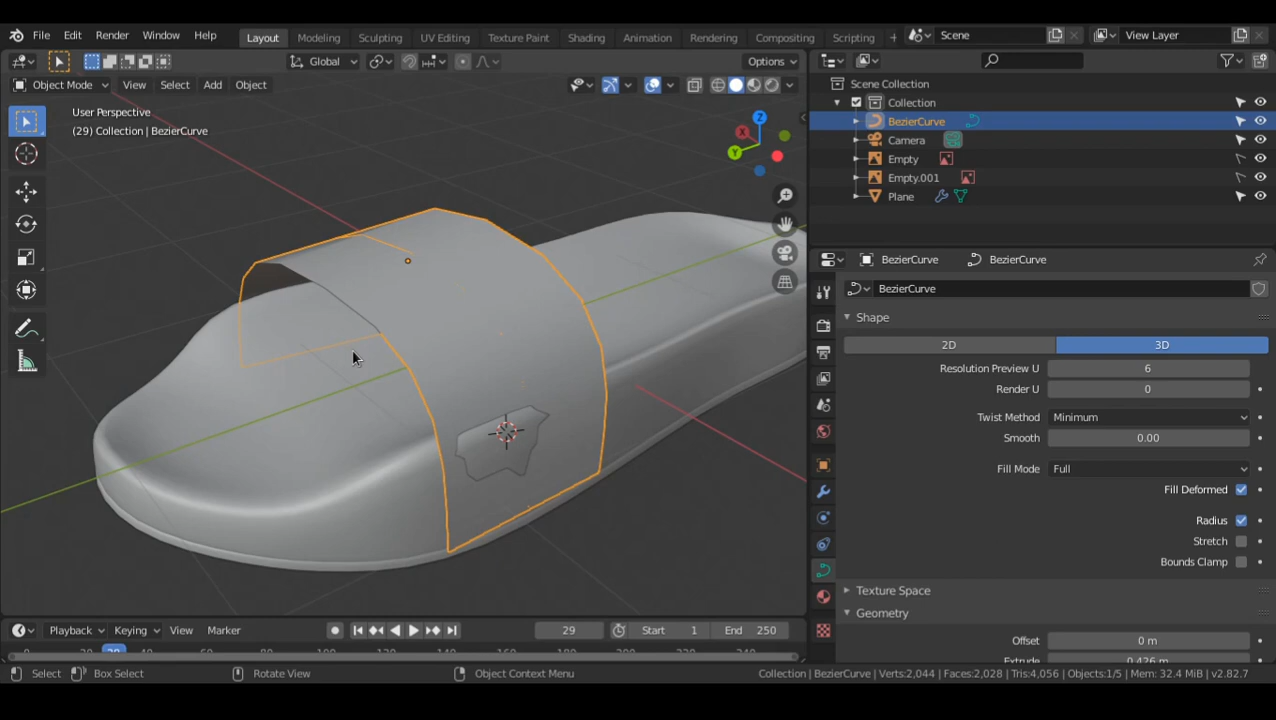 File Edit Render Window Help Layout Modeling Sculpting UV Editing Texture Paint Shading Animation Rendering Compositing Scripting + Scene View Layer
Global Options
Object Mode View Select Add Object
User Perspective
(29) Collection | BezierCurve
Z
X
Y
Scene Collection
Collection
BezierCurve
Camera
Empty
Empty.001
Plane
BezierCurve BezierCurve
BezierCurve
Shape
2D 3D
Resolution Preview U 6
Render U 0
Twist Method Minimum
Smooth 0.00
Fill Mode Full
Fill Deformed
Radius
Stretch
Bounds Clamp
Texture Space
Geometry
Offset 0 m
Extrude 0.426 m
Playback Keying View Marker 29 Start 1 End 250
Select Box Select Rotate View Object Context Menu Collection | BezierCurve | Verts:2,044 | Faces:2,028 | Tris:4,056 | Objects:1/5 | Mem: 32.4 MiB | v2.82.7